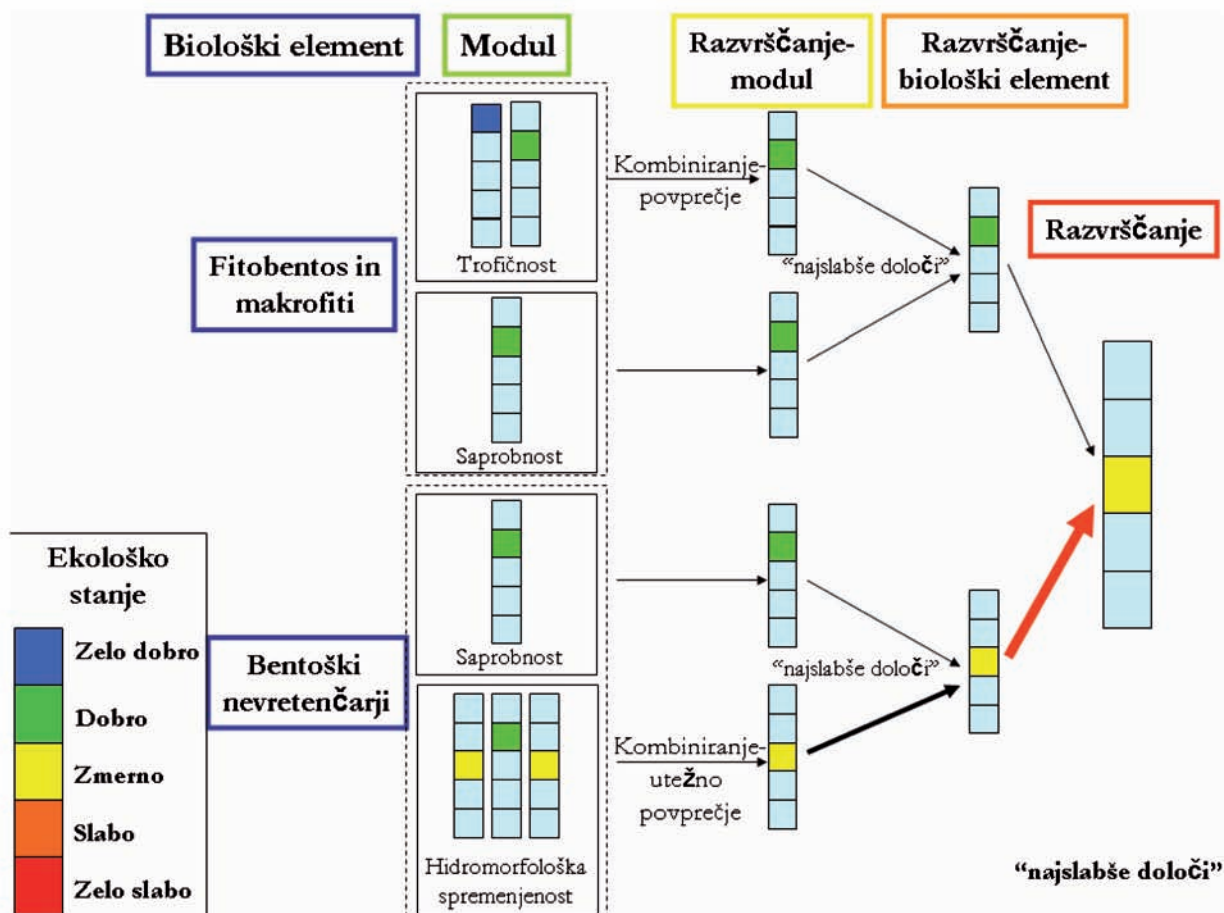 Biološki element
Modul
Razvrščanje-
modul
Razvrščanje-
biološki element
Fitobentos in
makrofiti
Trofičnost
Kombiniranje-
povprečje
“najslabše določi”
Razvrščanje
Saprobnost
Saprobnost
Bentoški
nevretenčarji
“najslabše določi”
Kombiniranje-
utežno
povprečje
Hidromorfološka
spremenjenost
Ekološko
stanje
Zelo dobro
Dobro
Zmerno
Slabo
Zelo slabo
“najslabše določi”